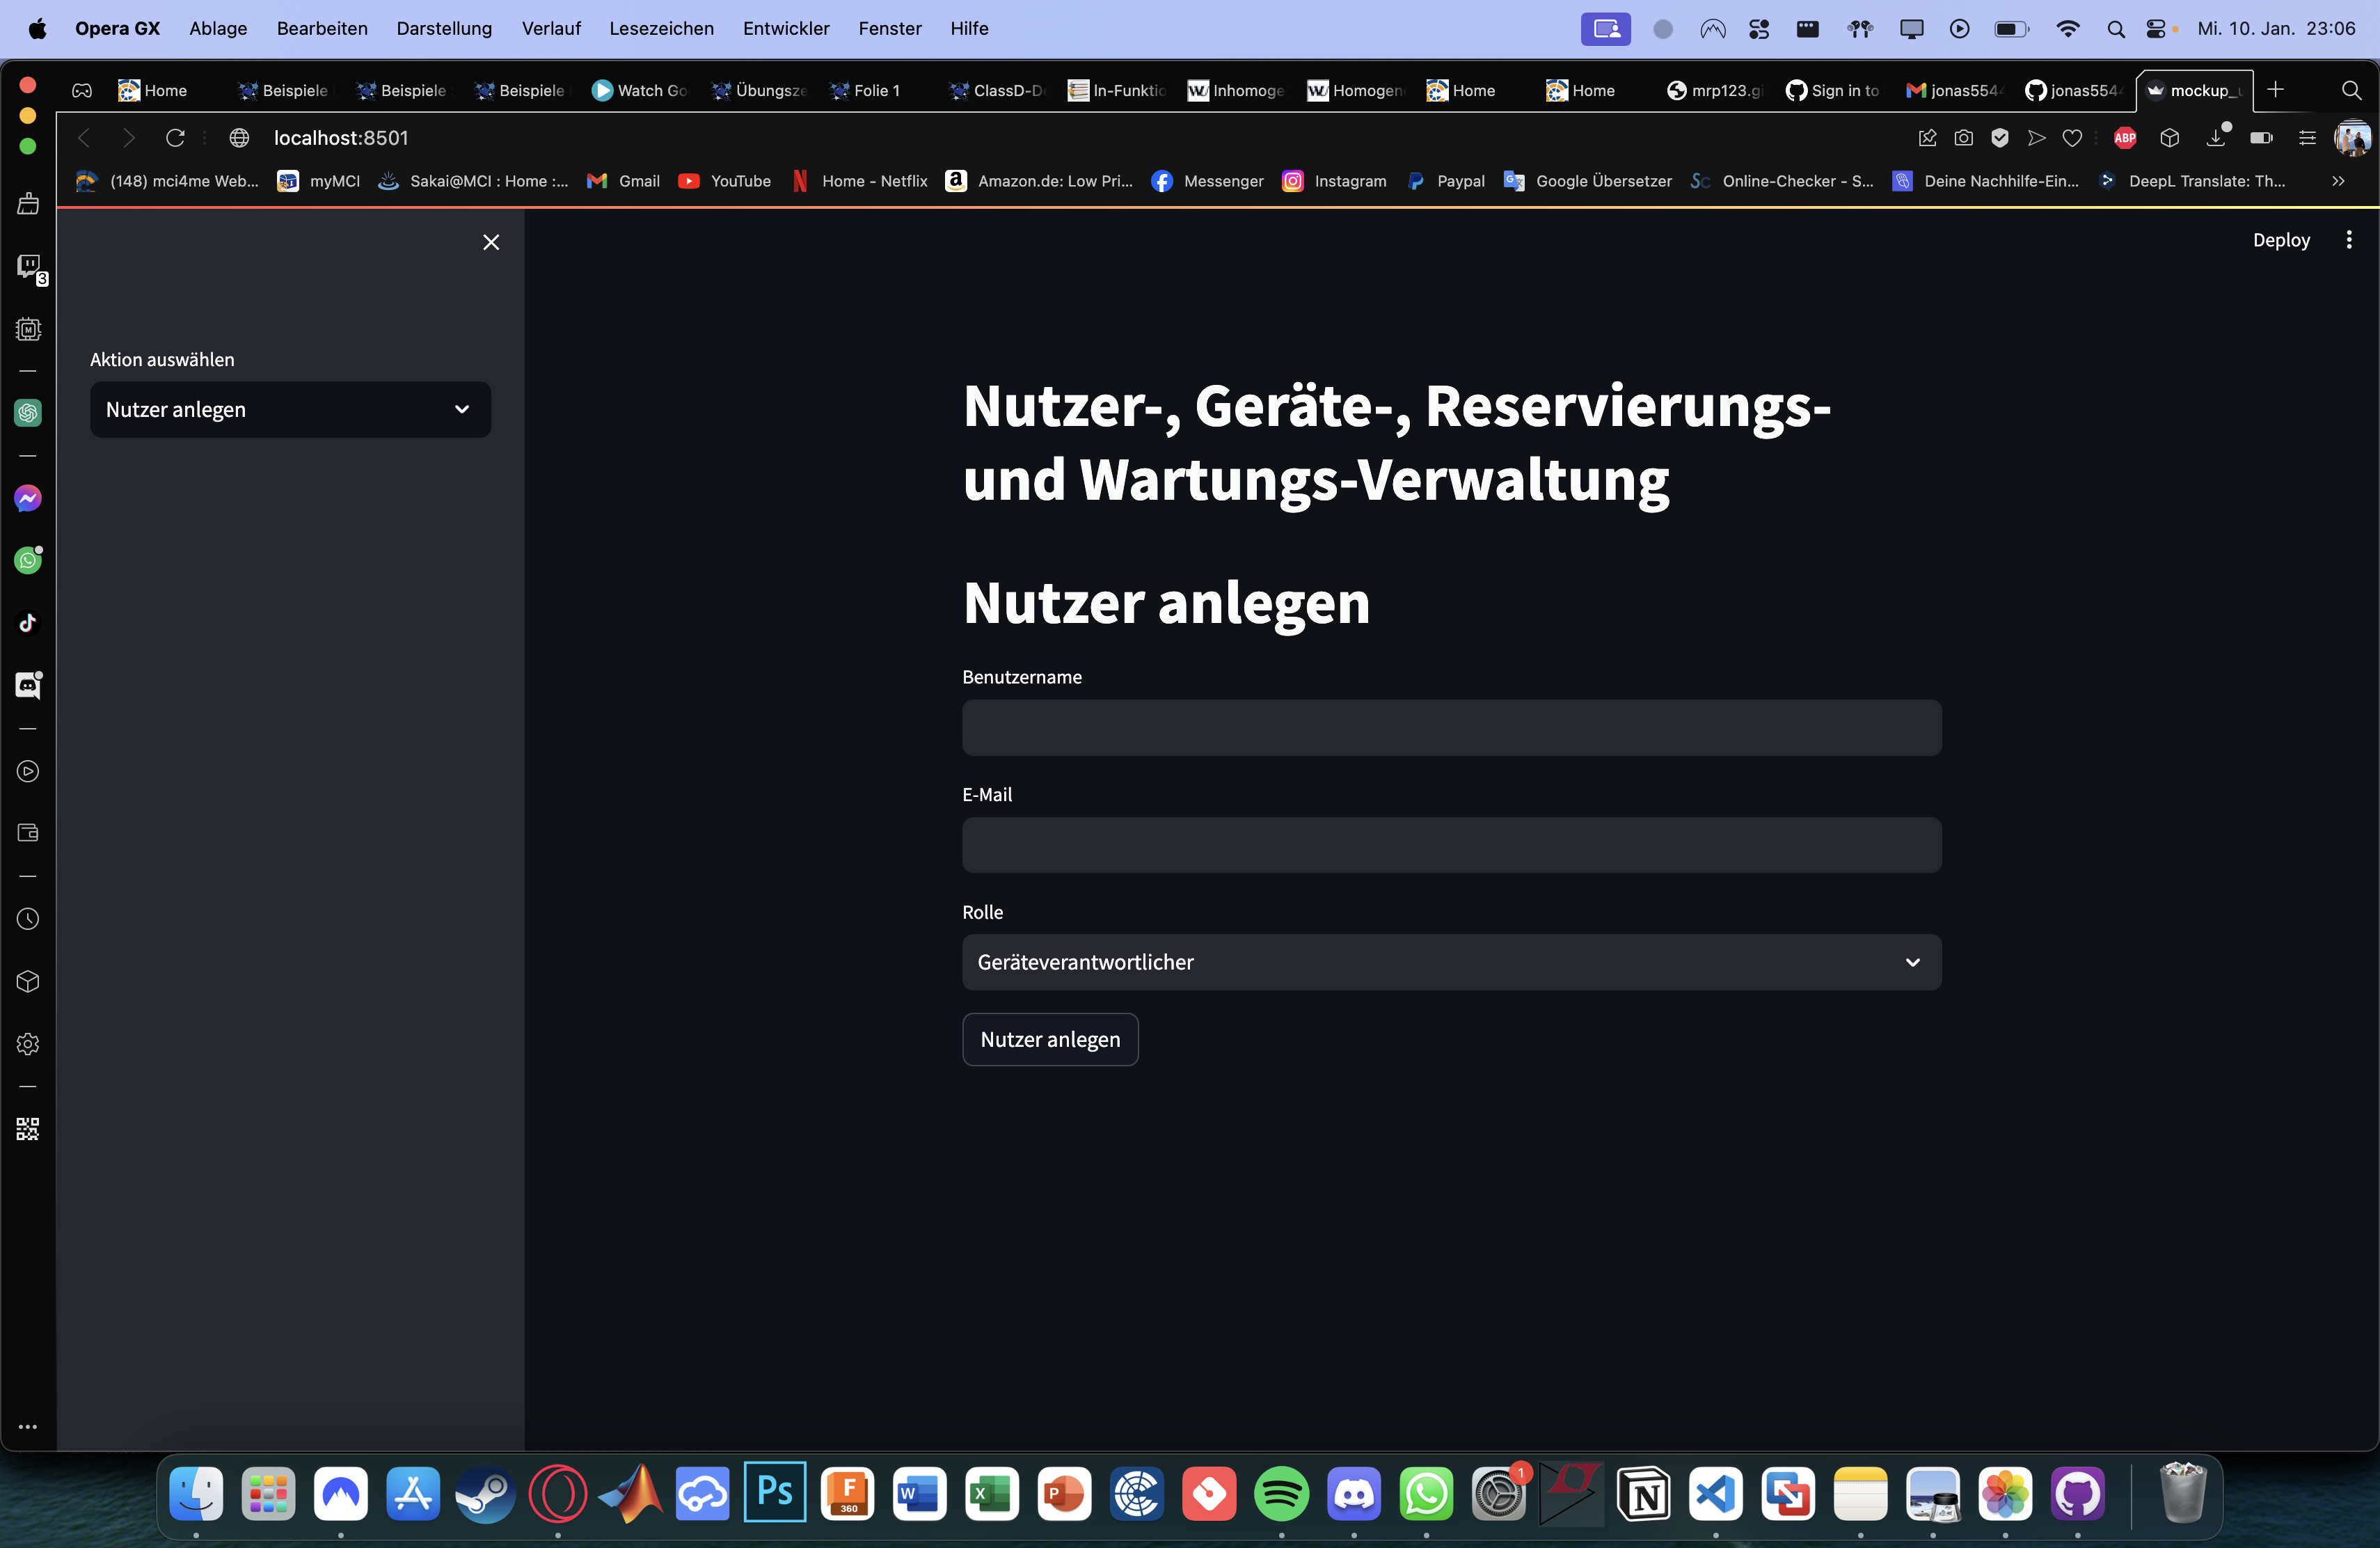 Opera GX Ablage Bearbeiten Darstellung Verlauf Lesezeichen Entwickler Fenster Hilfe Mi. 10. Jan. 23:06
Home Beispiele Beispiele Beispiele Watch Go Übungsze Folie 1 ClassD-D In-Funktio Inhomoge Homogen Home Home mrp123.gi Sign in to jonas554 jonas554 mockup_
localhost:8501 ABP
(148) mci4me Web... myMCI Sakai@MCI : Home :... Gmail YouTube Home - Netflix Amazon.de: Low Pri... Messenger Instagram Paypal Google Übersetzer Online-Checker - S... Deine Nachhilfe-Ein... DeepL Translate: Th...
Deploy
3
Aktion auswählen
Nutzer anlegen
Nutzer-, Geräte-, Reservierungs-
und Wartungs-Verwaltung
Nutzer anlegen
Benutzername
E-Mail
Rolle
Geräteverantwortlicher
Nutzer anlegen
Ps
F
360
W
X
P
1
N